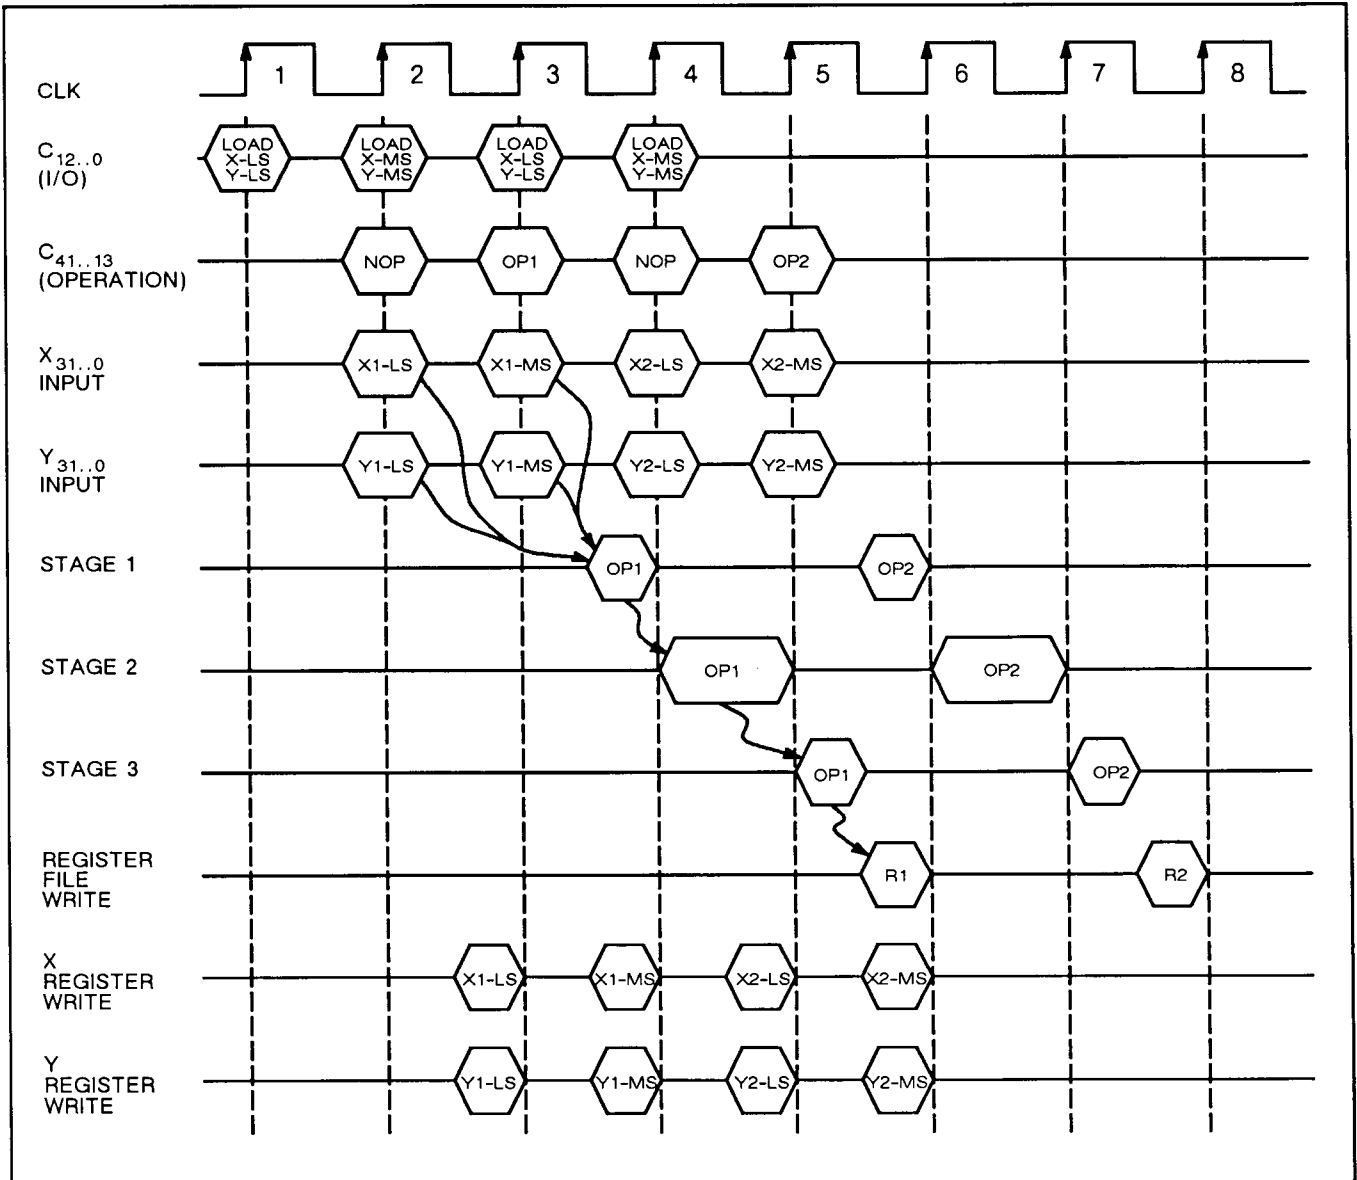 CLK 1 2 3 4 5 6 7 8
C12..0
(I/O)
LOAD X-LS Y-LS
LOAD X-MS Y-MS
LOAD X-LS Y-LS
LOAD X-MS Y-MS
C41..13
(OPERATION)
NOP OP1 NOP OP2
X31..0
INPUT
X1-LS X1-MS X2-LS X2-MS
Y31..0
INPUT
Y1-LS Y1-MS Y2-LS Y2-MS
STAGE 1 OP1 OP2
STAGE 2 OP1 OP2
STAGE 3 OP1 OP2
REGISTER
FILE
WRITE
R1 R2
X
REGISTER
WRITE
X1-LS X1-MS X2-LS X2-MS
Y
REGISTER
WRITE
Y1-LS Y1-MS Y2-LS Y2-MS